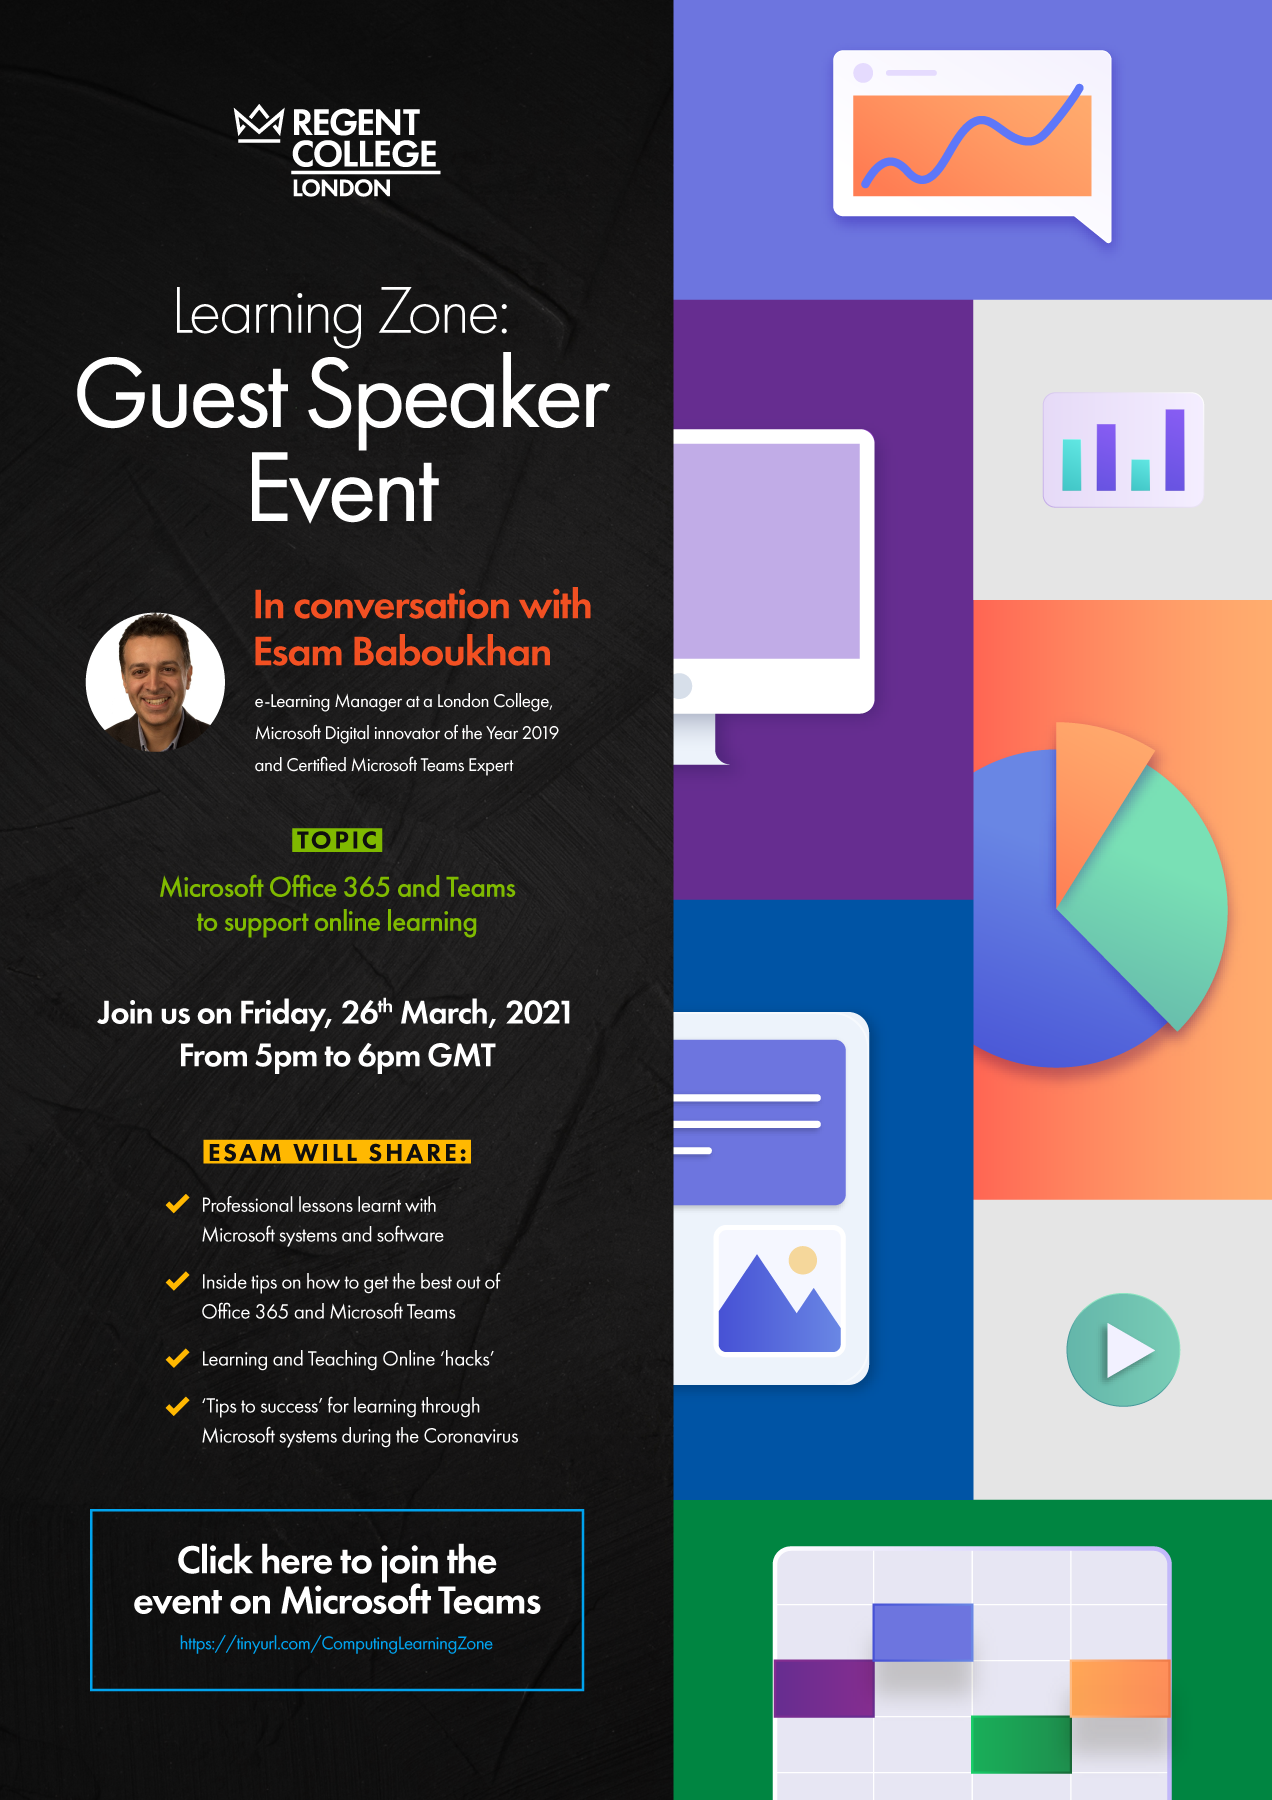 REGENT
COLLEGE
LONDON
Learning Zone:
Guest Speaker
Event
In conversation with
Esam Baboukhan
e-Learning Manager at a London College,
Microsoft Digital innovator of the Year 2019
and Certified Microsoft Teams Expert
TOPIC
Microsoft Office 365 and Teams
to support online learning
Join us on Friday, 26th March, 2021
From 5pm to 6pm GMT
ESAM WILL SHARE:
Professional lessons learnt with
Microsoft systems and software
Inside tips on how to get the best out of
Office 365 and Microsoft Teams
Learning and Teaching Online ‘hacks’
‘Tips to success’ for learning through
Microsoft systems during the Coronavirus
Click here to join the
event on Microsoft Teams
https://tinyurl.com/ComputingLearningZone